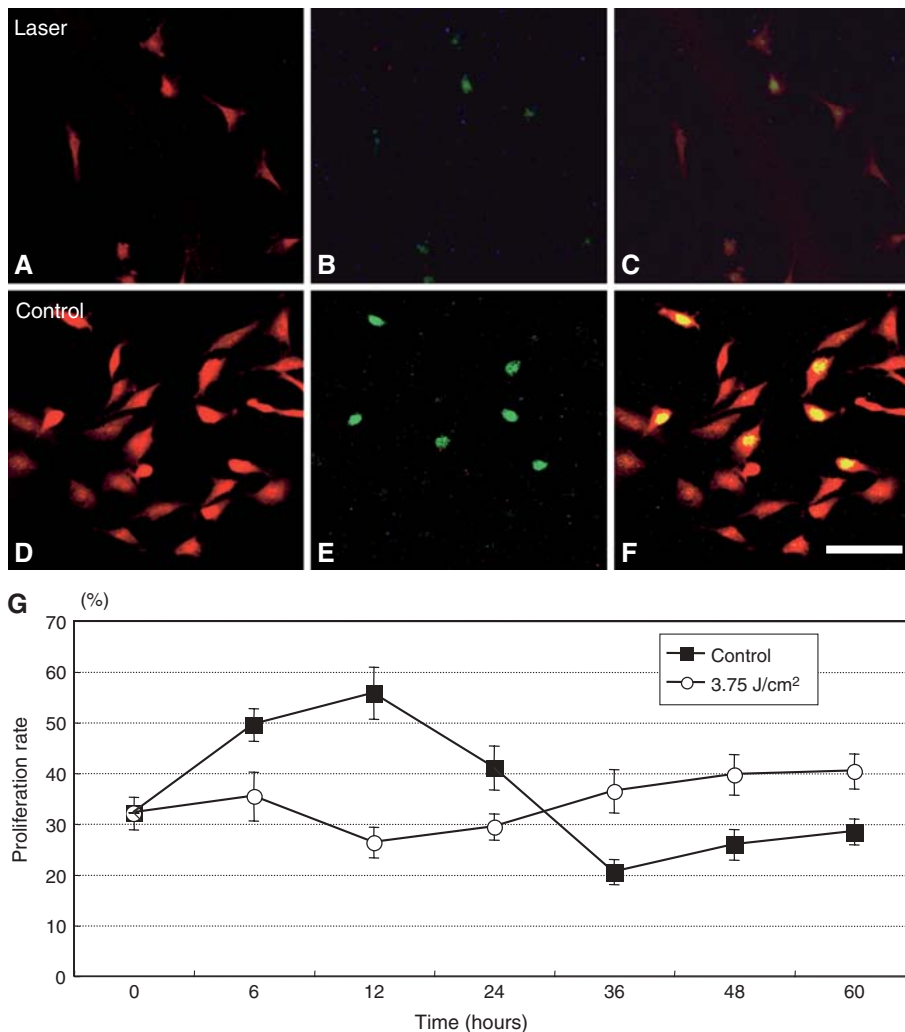 Laser
A
B
C
Control
D
E
F
G
(%)
70
60
50
40
30
20
10
0
Proliferation rate
Control
3.75 J/cm²
0 6 12 24 36 48 60
Time (hours)